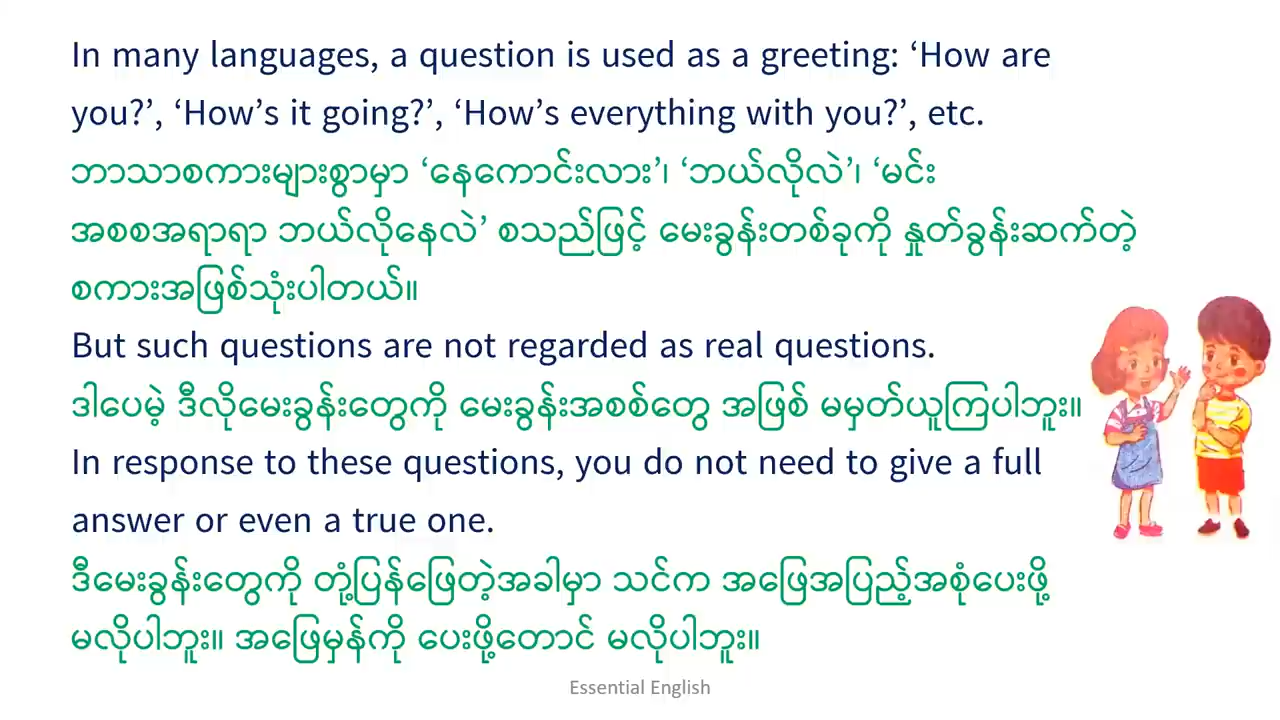 In many languages, a question is used as a greeting: ‘How are
you?’, ‘How’s it going?’, ‘How’s everything with you?’, etc.
ဘာသာစကားများစွာမှာ ‘နေကောင်းလား’၊ ‘ဘယ်လိုလဲ’၊ ‘မင်း
အစစအရာရာ ဘယ်လိုနေလဲ’ စသည်ဖြင့် မေးခွန်းတစ်ခုကို နှုတ်ခွန်းဆက်တဲ့
စကားအဖြစ်သုံးပါတယ်။
But such questions are not regarded as real questions.
ဒါပေမဲ့ ဒီလိုမေးခွန်းတွေကို မေးခွန်းအစစ်တွေ အဖြစ် မမှတ်ယူကြပါဘူး။
In response to these questions, you do not need to give a full
answer or even a true one.
ဒီမေးခွန်းတွေကို တုံ့ပြန်ဖြေတဲ့အခါမှာ သင်က အဖြေအပြည့်အစုံပေးဖို့
မလိုပါဘူး။ အဖြေမှန်ကို ပေးဖို့တောင် မလိုပါဘူး။
Essential English